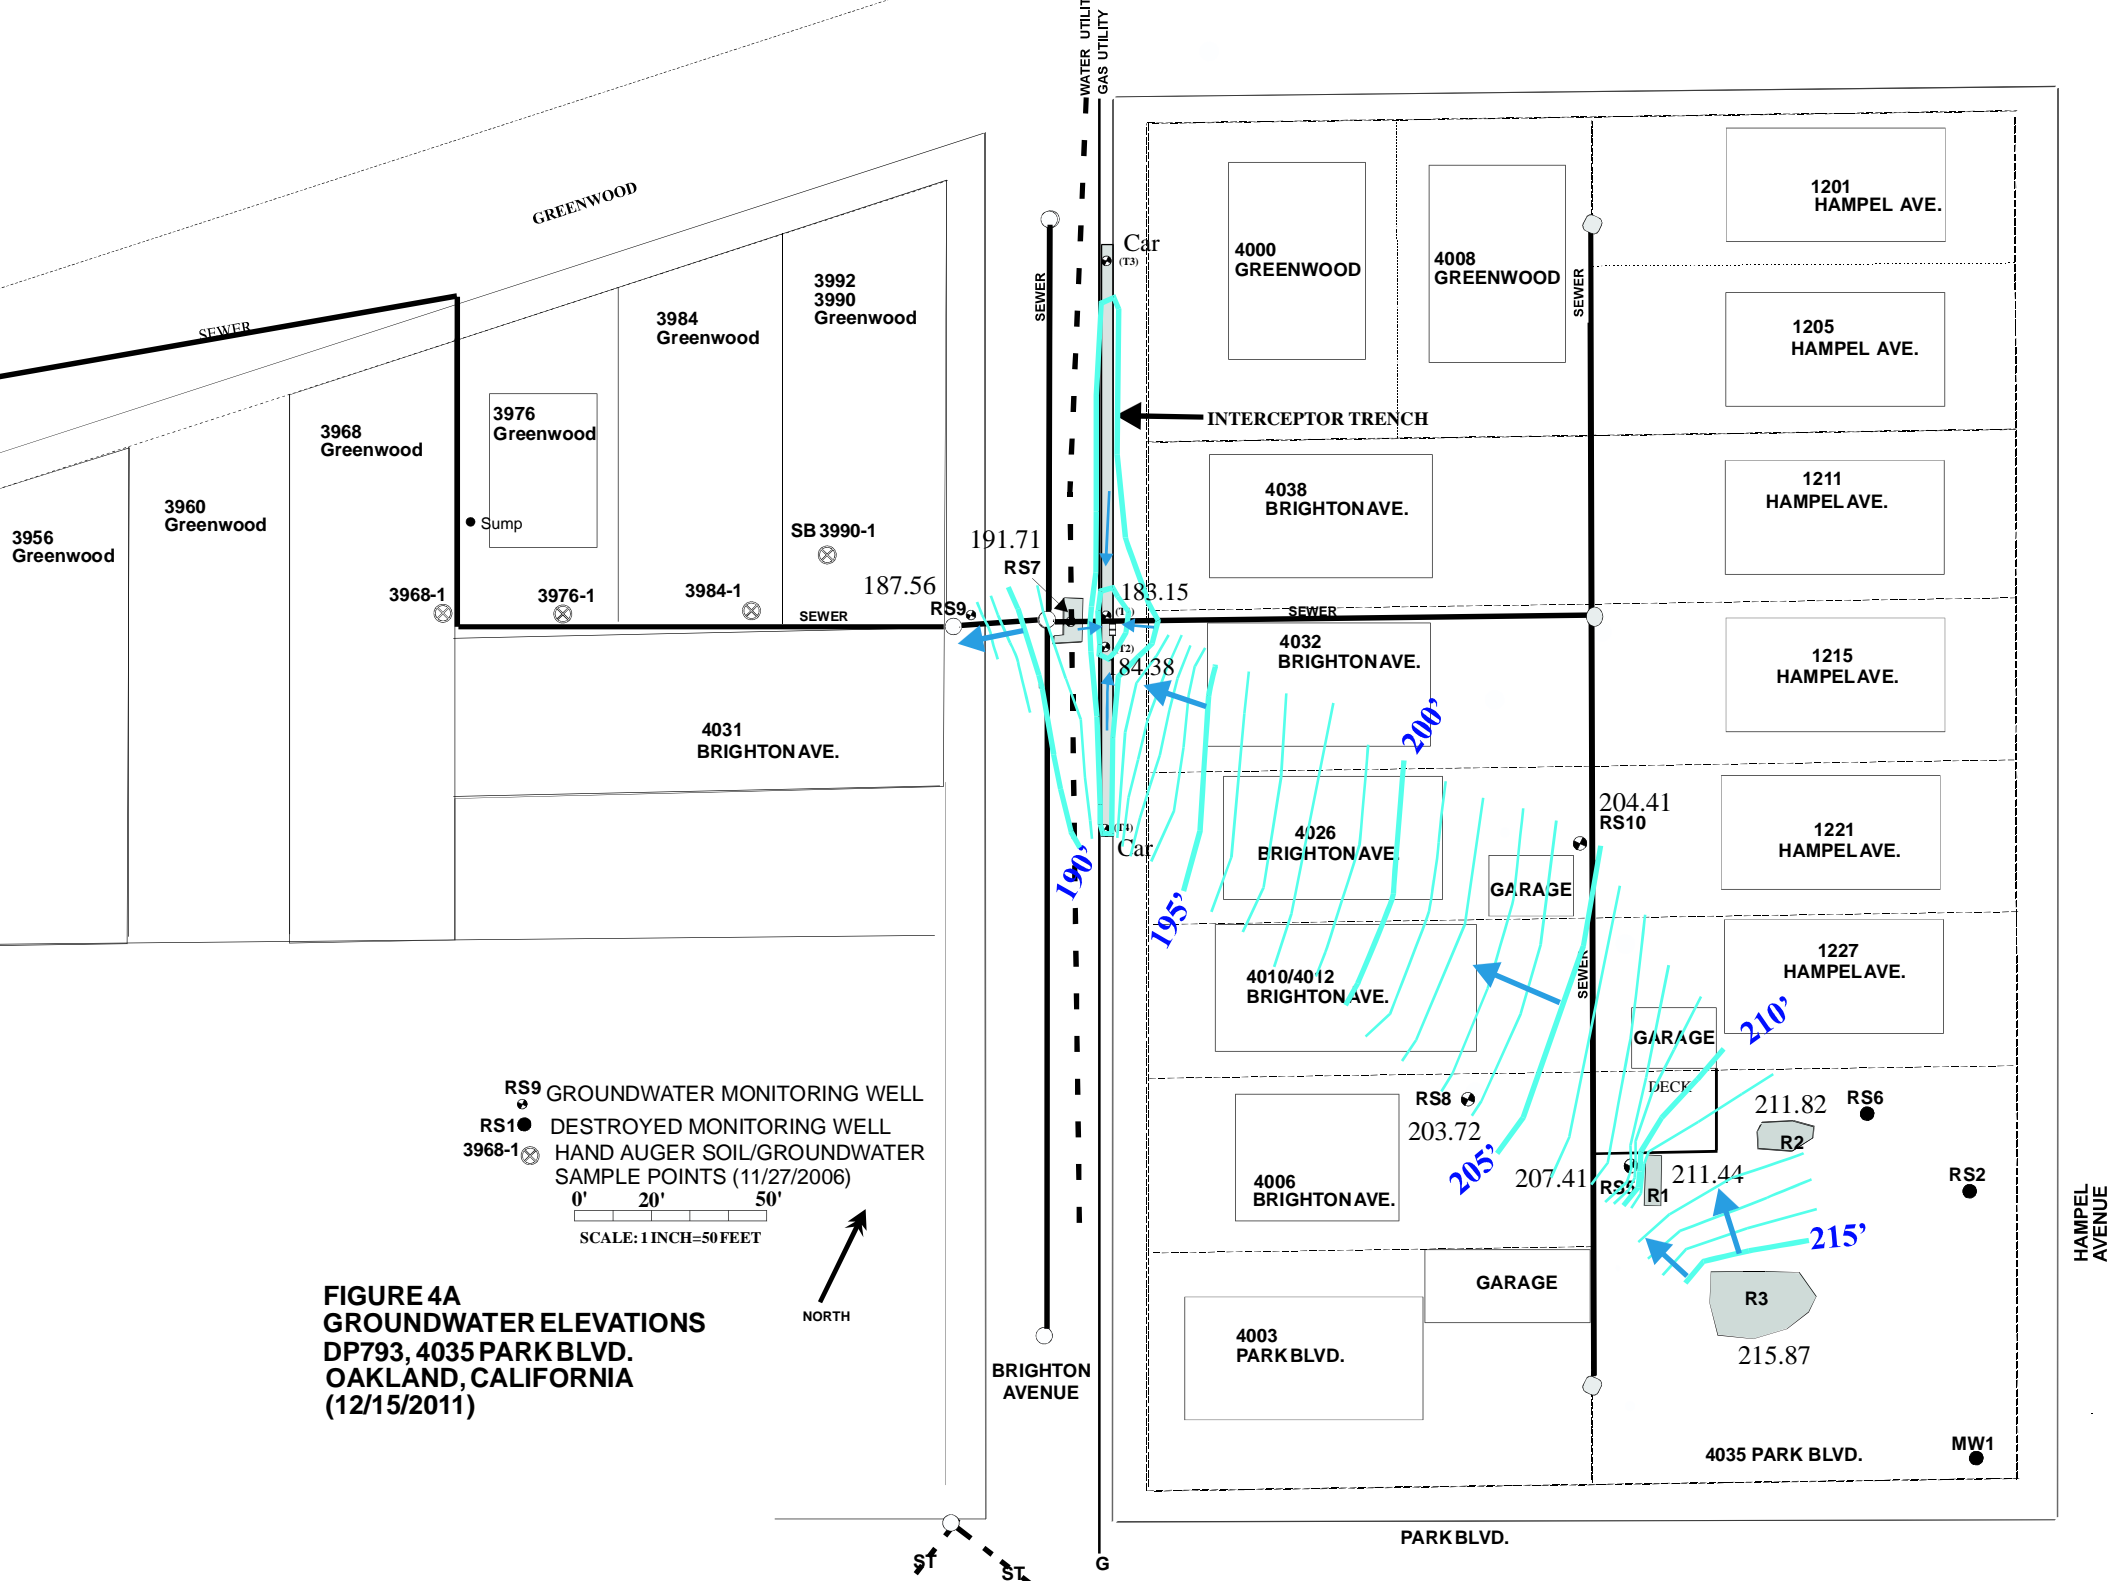 WATER UTILIT
GAS UTILITY
GREENWOOD
SEWER
3992
3990
Greenwood
3984
Greenwood
3976
Greenwood
3968
Greenwood
3960
Greenwood
3956
Greenwood
Sump
SB 3990-1
3968-1
3976-1
3984-1
SEWER
187.56
RS9
191.71
RS7
SEWER
Car
(T3)
INTERCEPTOR TRENCH
183.15
(T2)
184.38
(T4)
Car
4031
BRIGHTON AVE.
4000
GREENWOOD
4008
GREENWOOD
SEWER
1201
HAMPEL AVE.
1205
HAMPEL AVE.
1211
HAMPEL AVE.
1215
HAMPEL AVE.
1221
HAMPEL AVE.
1227
HAMPEL AVE.
4038
BRIGHTON AVE.
SEWER
4032
BRIGHTON AVE.
200'
4026
BRIGHTON AVE.
204.41
RS10
GARAGE
190'
195'
4010/4012
BRIGHTON AVE.
SEWER
GARAGE
210'
DECK
RS8
203.72
205'
211.82
R2
RS6
207.41
RS5
R1
211.44
RS2
4006
BRIGHTON AVE.
215'
GARAGE
R3
215.87
4003
PARK BLVD.
4035 PARK BLVD.
MW1
HAMPEL
AVENUE
PARK BLVD.
BRIGHTON
AVENUE
G
ST
ST
RS9 GROUNDWATER MONITORING WELL
RS1 DESTROYED MONITORING WELL
3968-1 HAND AUGER SOIL/GROUNDWATER
SAMPLE POINTS (11/27/2006)
0' 20' 50'
SCALE: 1 INCH=50 FEET
NORTH
FIGURE 4A
GROUNDWATER ELEVATIONS
DP793, 4035 PARK BLVD.
OAKLAND, CALIFORNIA
(12/15/2011)